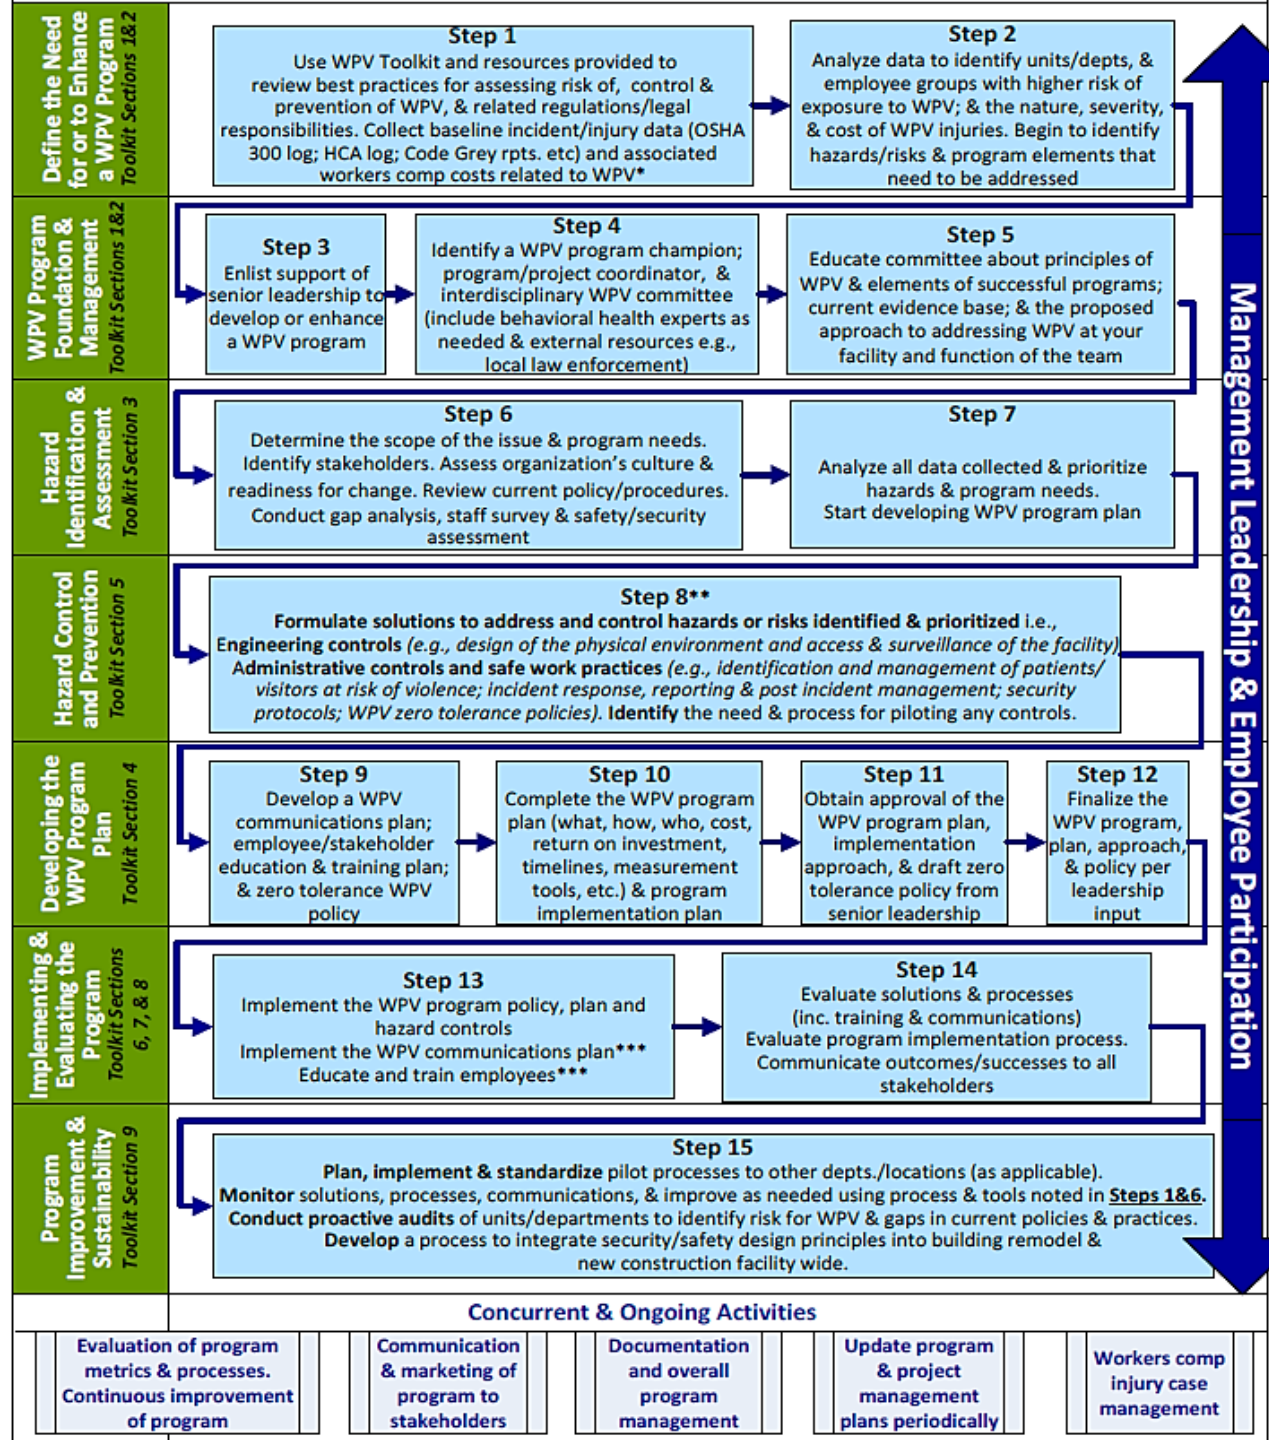 Define the Need
for or to Enhance
a WPV Program
Toolkit Sections 1&2
Step 1
Use WPV Toolkit and resources provided to
review best practices for assessing risk of, control &
prevention of WPV, & related regulations/legal
responsibilities. Collect baseline incident/injury data (OSHA
300 log; HCA log; Code Grey rpts. etc) and associated
workers comp costs related to WPV*
Step 2
Analyze data to identify units/depts, &
employee groups with higher risk of
exposure to WPV; & the nature, severity,
& cost of WPV injuries. Begin to identify
hazards/risks & program elements that
need to be addressed
WPV Program
Foundation &
Management
Toolkit Sections 1&2
Step 3
Enlist support of
senior leadership to
develop or enhance
a WPV program
Step 4
Identify a WPV program champion;
program/project coordinator, &
interdisciplinary WPV committee
(include behavioral health experts as
needed & external resources e.g.,
local law enforcement)
Step 5
Educate committee about principles of
WPV & elements of successful programs;
current evidence base; & the proposed
approach to addressing WPV at your
facility and function of the team
Hazard
Identification &
Assessment
Toolkit Section 3
Step 6
Determine the scope of the issue & program needs.
Identify stakeholders. Assess organization's culture &
readiness for change. Review current policy/procedures.
Conduct gap analysis, staff survey & safety/security
assessment
Step 7
Analyze all data collected & prioritize
hazards & program needs.
Start developing WPV program plan
Hazard Control
and Prevention
Toolkit Section 5
Step 8**
Formulate solutions to address and control hazards or risks identified & prioritized i.e.,
Engineering controls (e.g., design of the physical environment and access & surveillance of the facility)
Administrative controls and safe work practices (e.g., identification and management of patients/
visitors at risk of violence; incident response, reporting & post incident management; security
protocols; WPV zero tolerance policies). Identify the need & process for piloting any controls.
Developing the
WPV Program
Plan
Toolkit Section 4
Step 9
Develop a WPV
communications plan;
employee/stakeholder
education & training plan;
& zero tolerance WPV
policy
Step 10
Complete the WPV program
plan (what, how, who, cost,
return on investment,
timelines, measurement
tools, etc.) & program
implementation plan
Step 11
Obtain approval of the
WPV program plan,
implementation
approach, & draft zero
tolerance policy from
senior leadership
Step 12
Finalize the
WPV program,
plan, approach,
& policy per
leadership
input
Implementing &
Evaluating the
Program
Toolkit Sections
6, 7, & 8
Step 13
Implement the WPV program policy, plan and
hazard controls
Implement the WPV communications plan***
Educate and train employees***
Step 14
Evaluate solutions & processes
(inc. training & communications)
Evaluate program implementation process.
Communicate outcomes/successes to all
stakeholders
Program
Improvement &
Sustainability
Toolkit Section 9
Step 15
Plan, implement & standardize pilot processes to other depts./locations (as applicable).
Monitor solutions, processes, communications, & improve as needed using process & tools noted in Steps 1&6.
Conduct proactive audits of units/departments to identify risk for WPV & gaps in current policies & practices.
Develop a process to integrate security/safety design principles into building remodel &
new construction facility wide.
Management Leadership & Employee Participation
Concurrent & Ongoing Activities
Evaluation of program
metrics & processes.
Continuous improvement
of program
Communication
& marketing of
program to
stakeholders
Documentation
and overall
program
management
Update program
& project
management
plans periodically
Workers comp
injury case
management